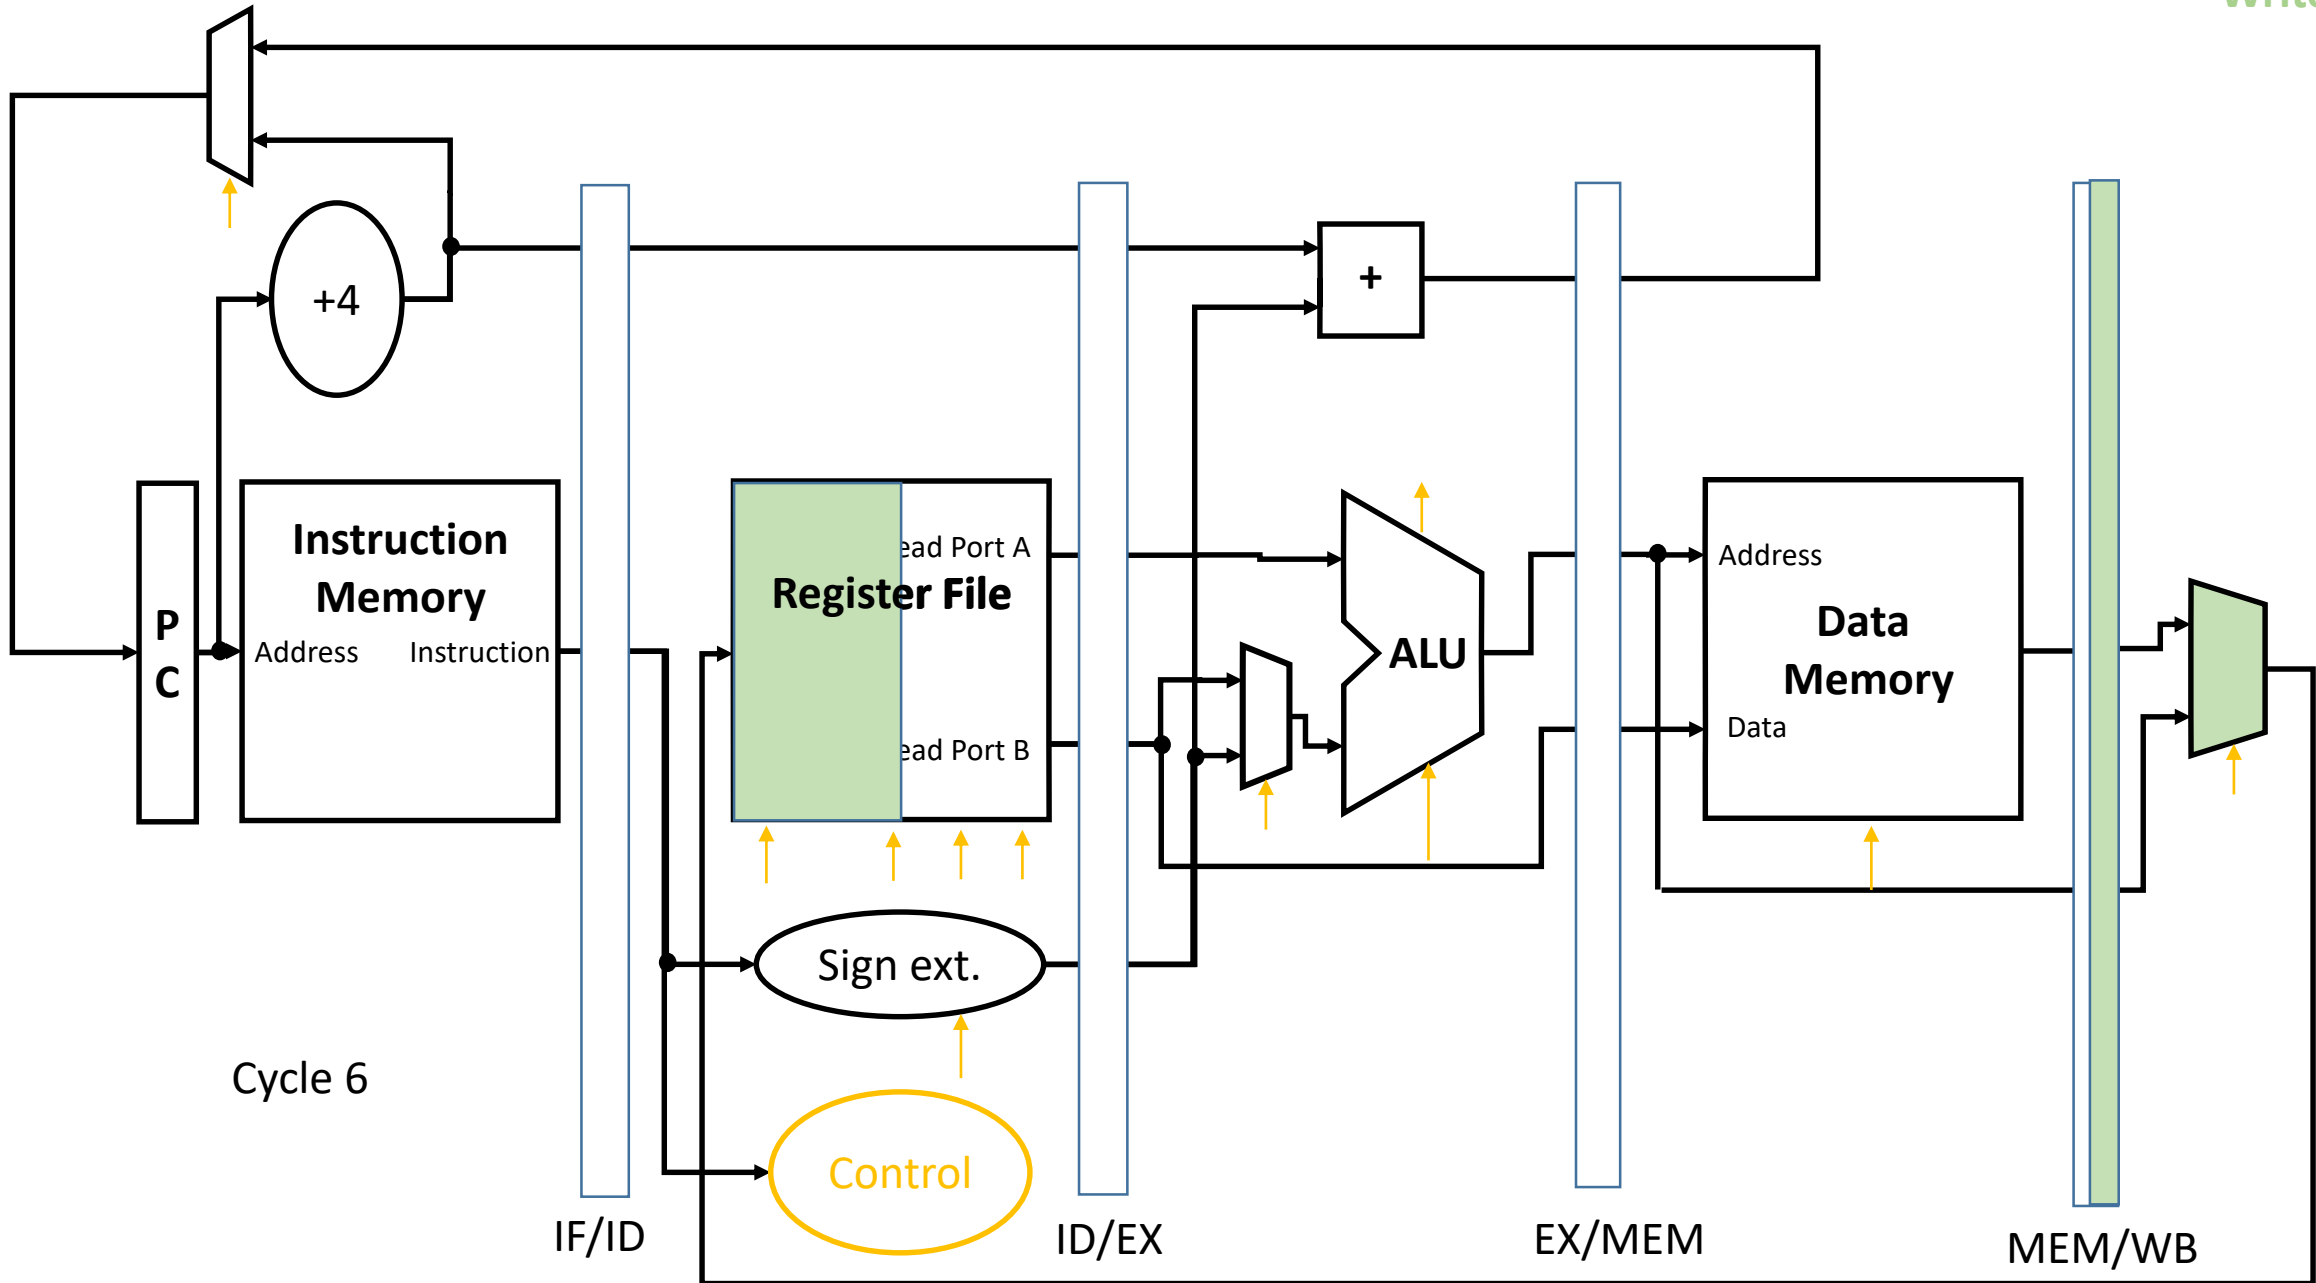 +4
+
Instruction
Memory
Address
Instruction
P
C
ead Port A
Register File
ead Port B
ALU
Address
Data
Memory
Data
Sign ext.
Cycle 6
Control
IF/ID
ID/EX
EX/MEM
MEM/WB